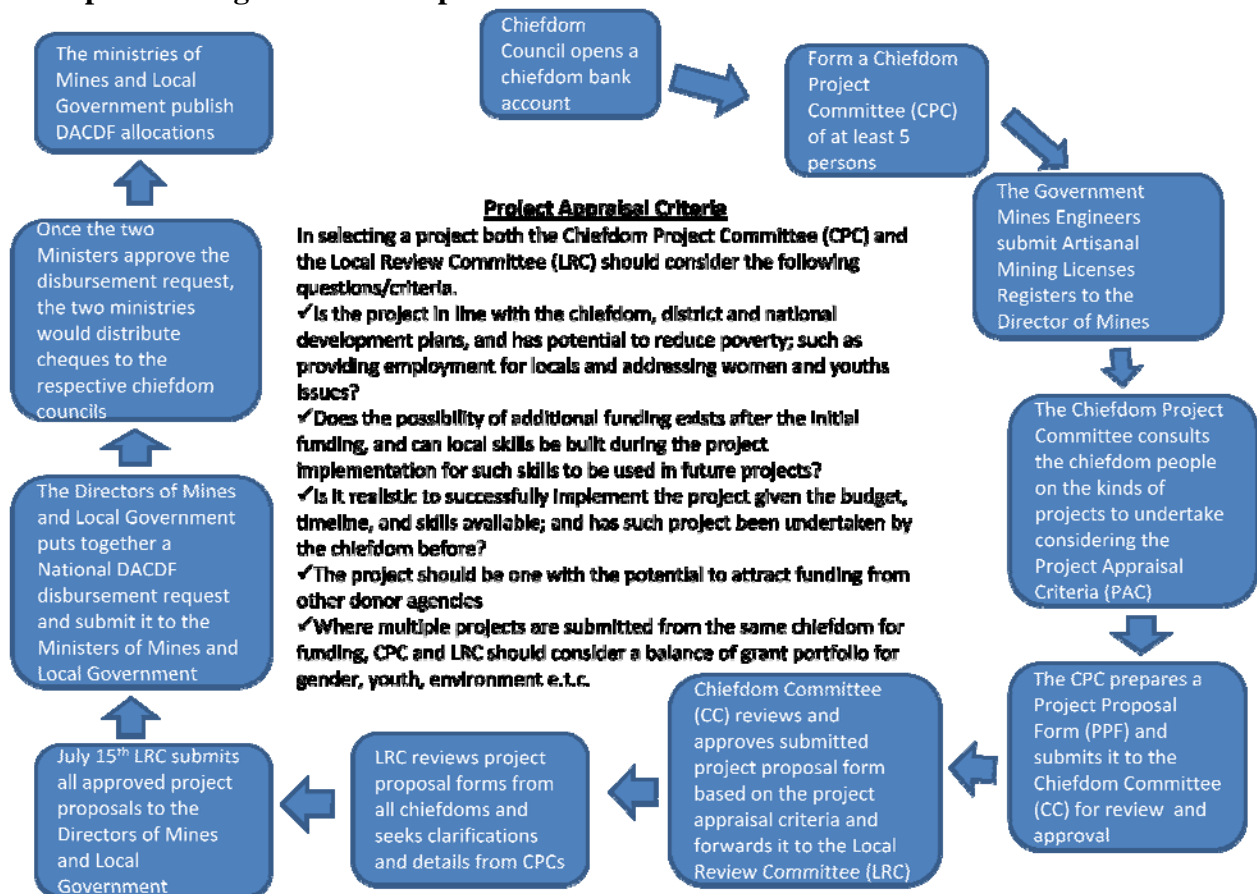 Chiefdom
Council opens a
chiefdom bank
account
Form a Chiefdom
Project
Committee (CPC)
of at least 5
persons
The Government
Mines Engineers
submit Artisanal
Mining Licenses
Registers to the
Director of Mines
The Chiefdom Project
Committee consults
the chiefdom people
on the kinds of
projects to undertake
considering the
Project Appraisal
Criteria (PAC)
The CPC prepares a
Project Proposal
Form (PPF) and
submits it to the
Chiefdom Committee
(CC) for review and
approval
Chiefdom Committee
(CC) reviews and
approves submitted
project proposal form
based on the project
appraisal criteria and
forwards it to the Local
Review Committee (LRC)
LRC reviews project
proposal forms from
all chiefdoms and
seeks clarifications
and details from CPCs
July 15th LRC submits
all approved project
proposals to the
Directors of Mines
and Local
Government
The Directors of Mines
and Local Government
puts together a
National DACDF
disbursement request
and submit it to the
Ministers of Mines and
Local Government
Once the two
Ministers approve the
disbursement request,
the two ministries
would distribute
cheques to the
respective chiefdom
councils
The ministries of
Mines and Local
Government publish
DACDF allocations
Project Appraisal Criteria
In selecting a project both the Chiefdom Project Committee (CPC) and
the Local Review Committee (LRC) should consider the following
questions/criteria.
✓Is the project in line with the chiefdom, district and national
development plans, and has potential to reduce poverty; such as
providing employment for locals and addressing women and youths
issues?
✓Does the possibility of additional funding exists after the initial
funding, and can local skills be built during the project
implementation for such skills to be used in future projects?
✓Is it realistic to successfully implement the project given the budget,
timeline, and skills available; and has such project been undertaken by
the chiefdom before?
✓The project should be one with the potential to attract funding from
other donor agencies
✓Where multiple projects are submitted from the same chiefdom for
funding, CPC and LRC should consider a balance of grant portfolio for
gender, youth, environment e.t.c.